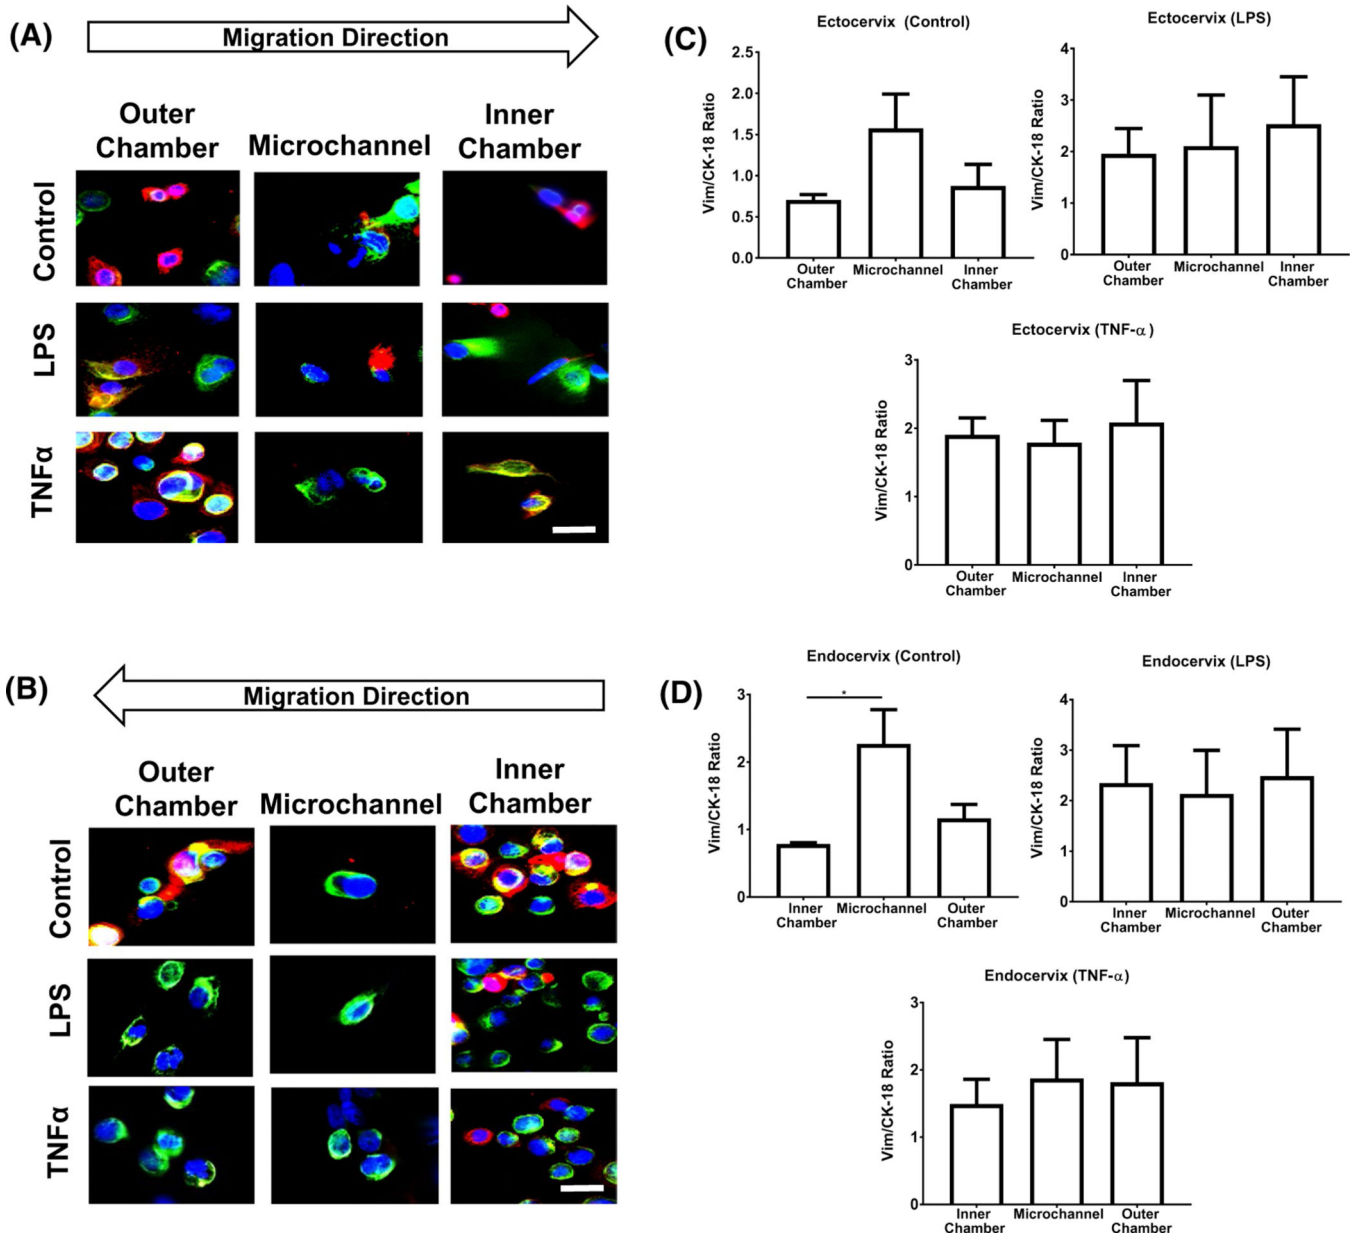 (A)
Migration Direction
Outer
Chamber
Microchannel
Inner
Chamber
Control
LPS
TNFα
(C)
Ectocervix (Control)
Vim/CK-18 Ratio
2.5
2.0
1.5
1.0
0.5
0.0
Outer
Chamber
Microchannel
Inner
Chamber
Ectocervix (LPS)
Vim/CK-18 Ratio
4
3
2
1
0
Outer
Chamber
Microchannel
Inner
Chamber
Ectocervix (TNF-α)
Vim/CK-18 Ratio
3
2
1
0
Outer
Chamber
Microchannel
Inner
Chamber
(B)
Migration Direction
Outer
Chamber
Microchannel
Inner
Chamber
Control
LPS
TNFα
(D)
Endocervix (Control)
Vim/CK-18 Ratio
3
2
1
0
*
Inner
Chamber
Microchannel
Outer
Chamber
Endocervix (LPS)
Vim/CK-18 Ratio
4
3
2
1
0
Inner
Chamber
Microchannel
Outer
Chamber
Endocervix (TNF-α)
Vim/CK-18 Ratio
3
2
1
0
Inner
Chamber
Microchannel
Outer
Chamber